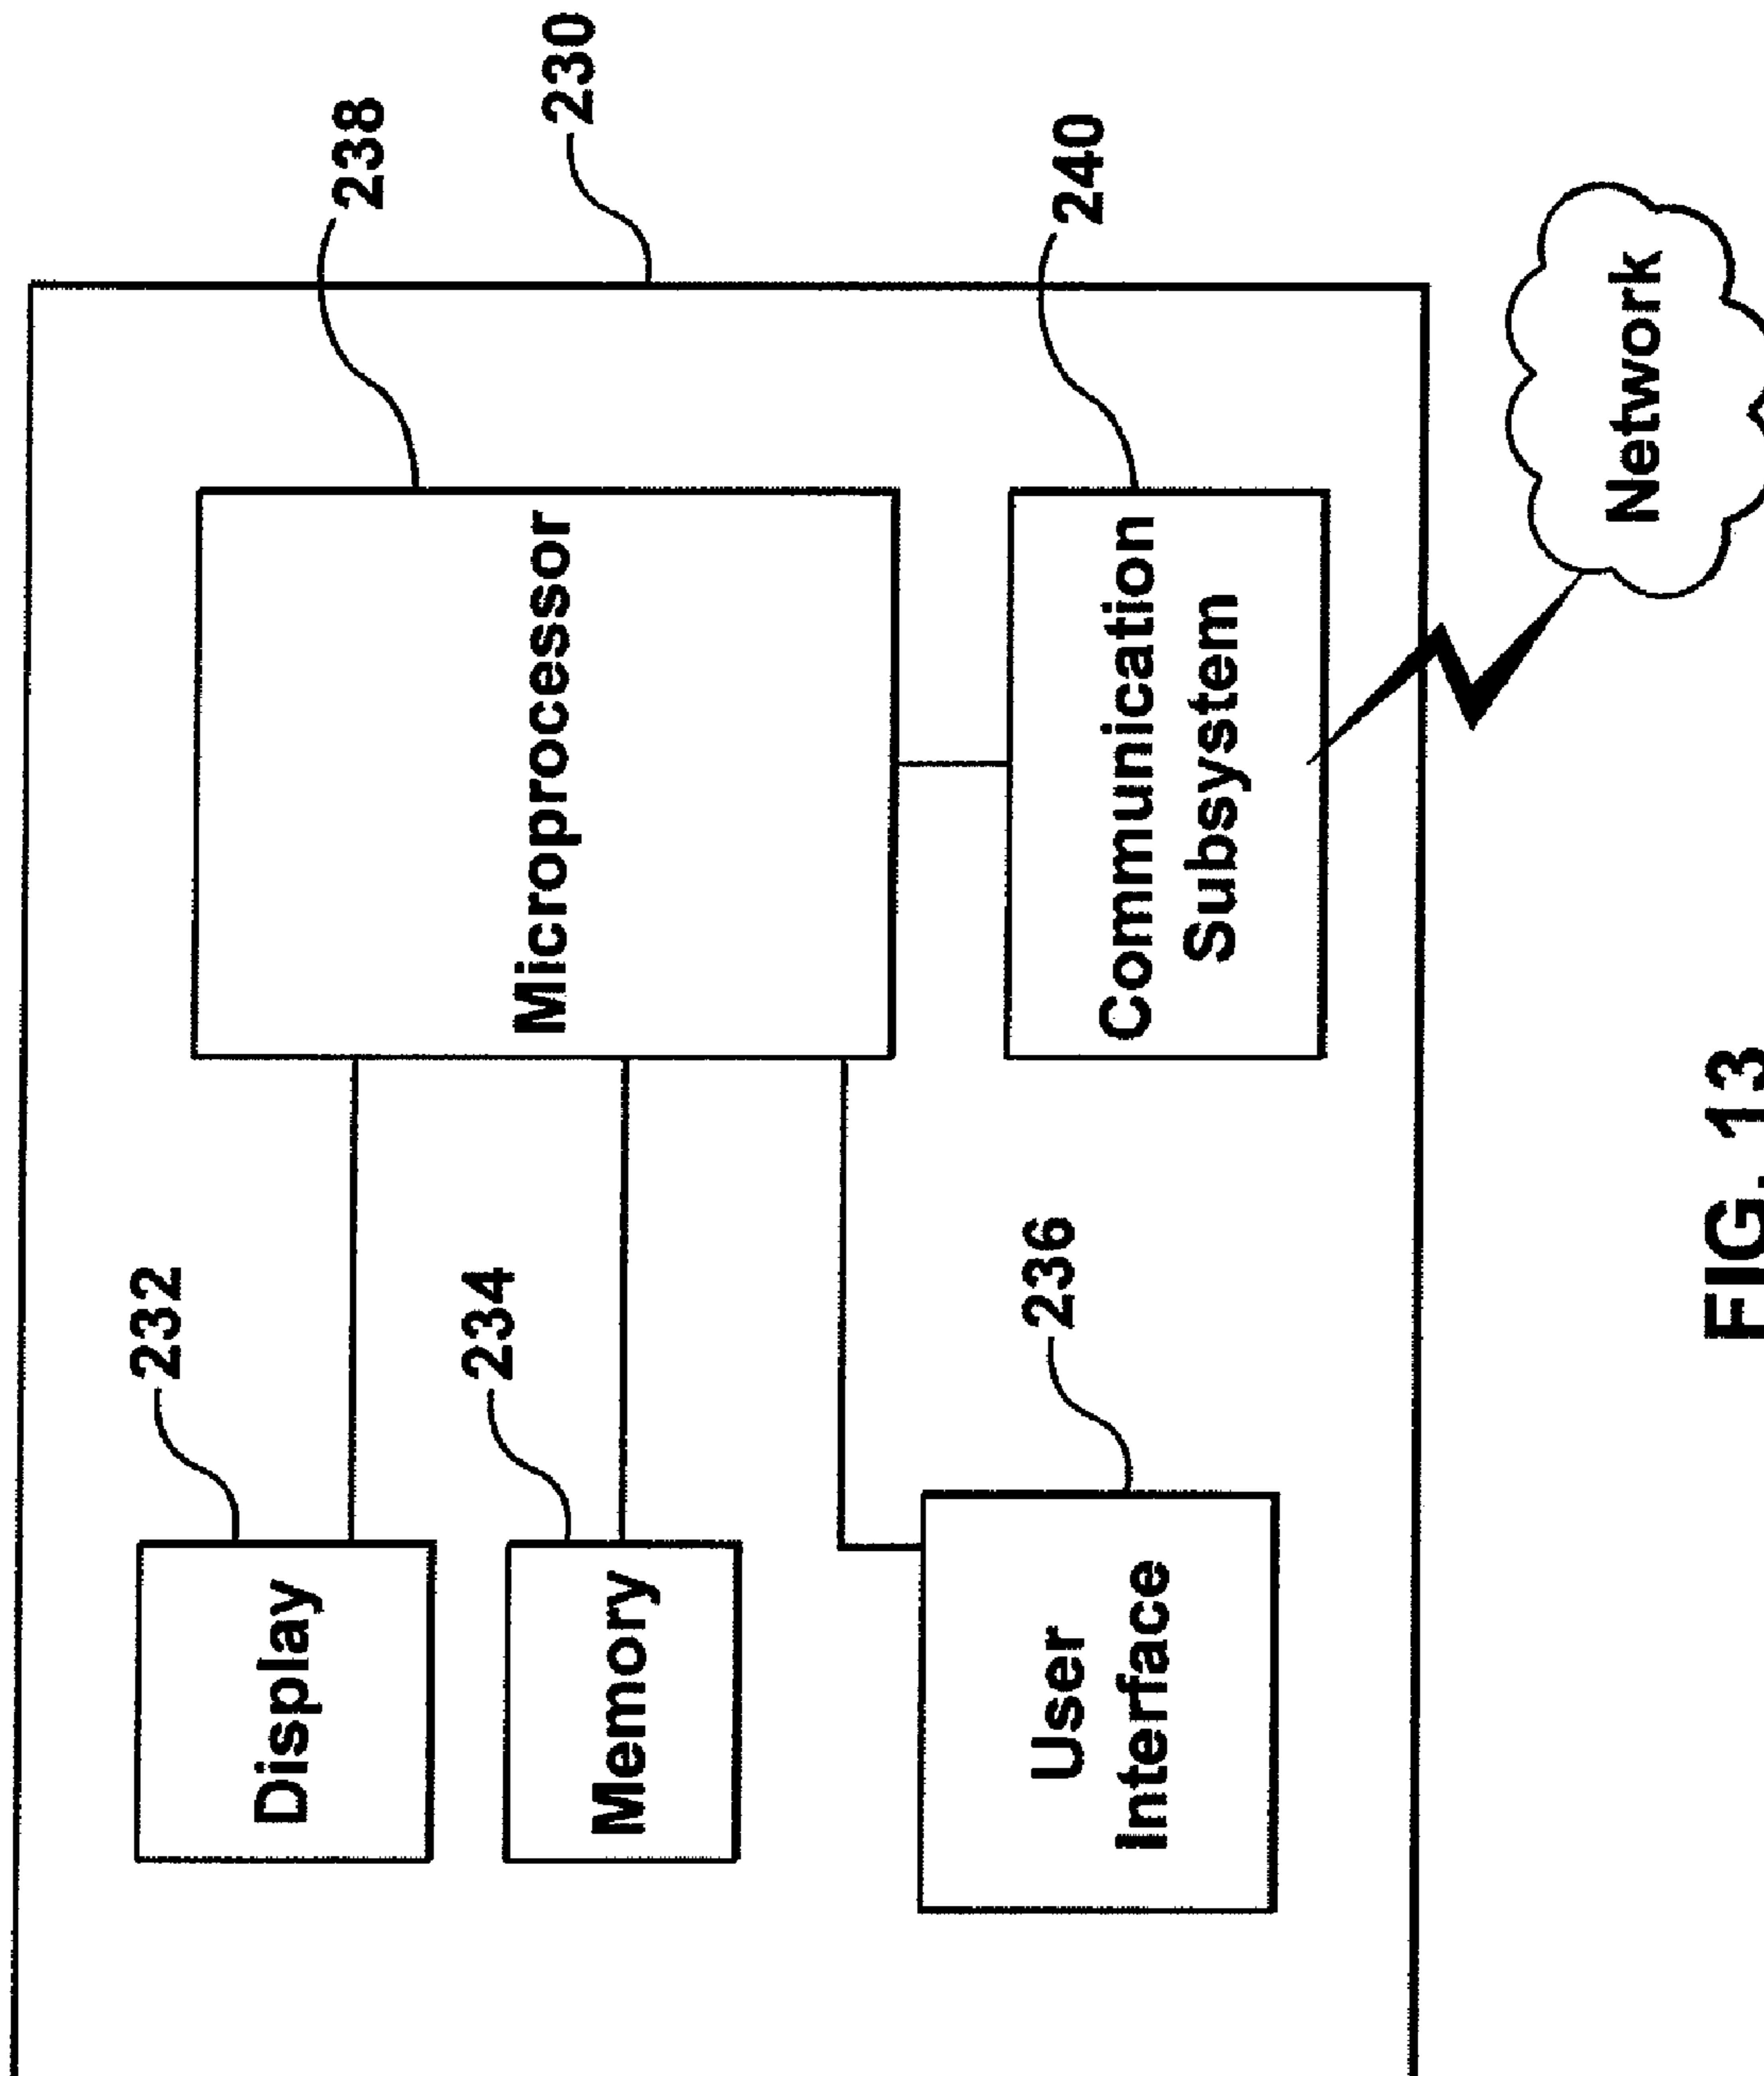 232
Display
234
Memory
236
User
Interface
238
Microprocessor
230
240
Communication
Subsystem
Network
FIG. 13